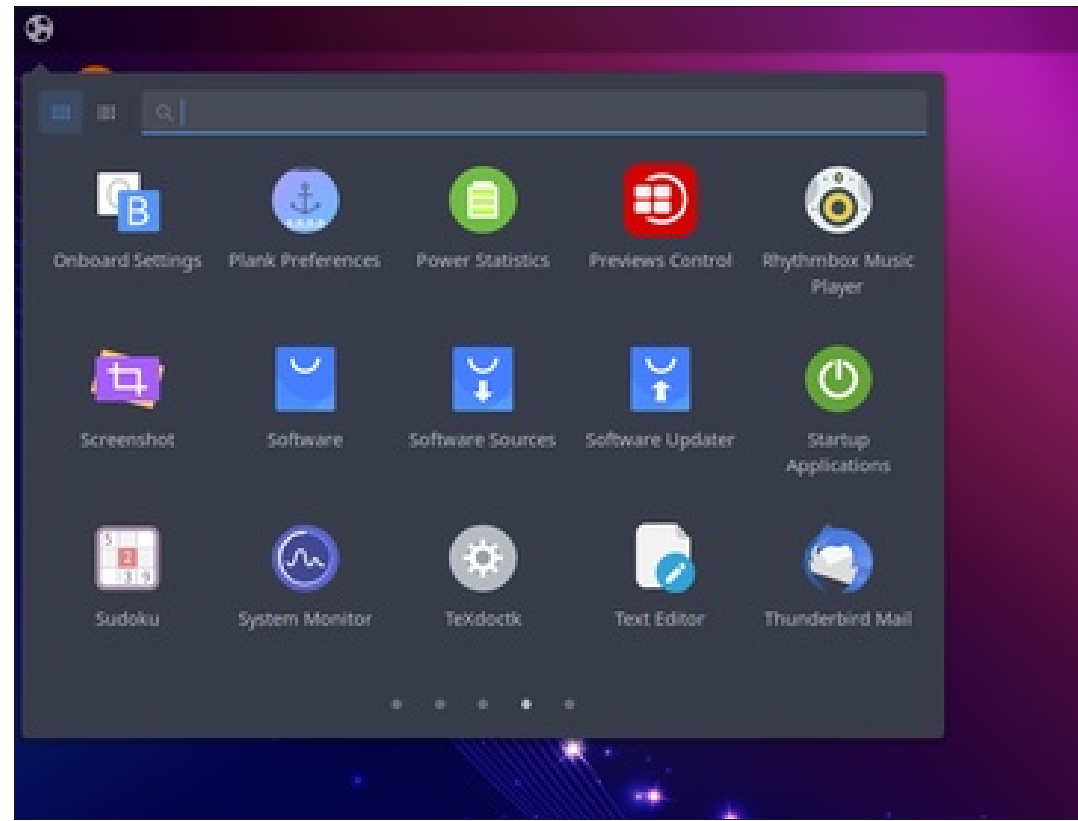 Onboard Settings
Plank Preferences
Power Statistics
Previews Control
Rhythmbox Music
Player
Screenshot
Software
Software Sources
Software Updater
Startup
Applications
Sudoku
System Monitor
TeXdoctk
Text Editor
Thunderbird Mail